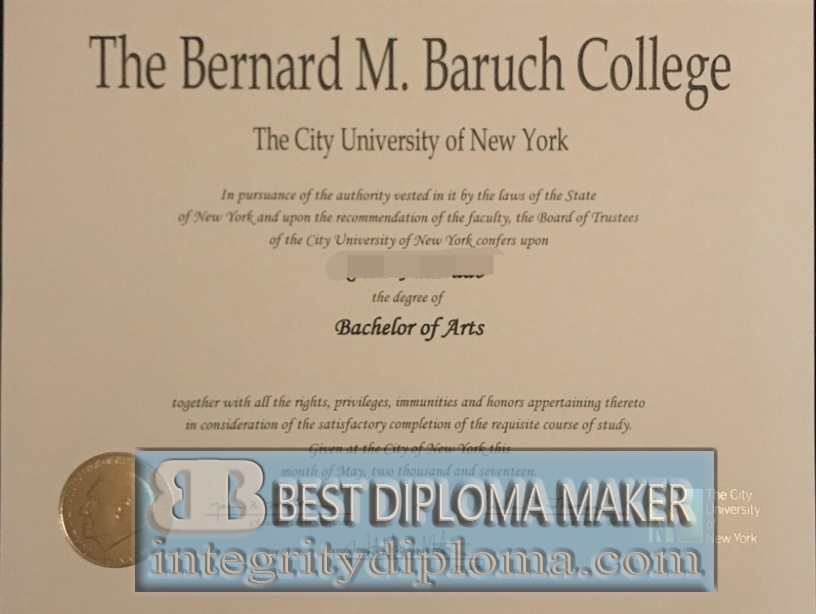 The Bernard M. Baruch College
The City University of New York
In pursuance of the authority vested in it by the laws of the State
of New York and upon the recommendation of the faculty, the Board of Trustees
of the City University of New York confers upon
the degree of
Bachelor of Arts
together with all the rights, privileges, immunities and honors appertaining thereto
in consideration of the satisfactory completion of the requisite course of study.
Given at the City of New York this
month of May, two thousand and seventeen.
BB BEST DIPLOMA MAKER
integritydiploma.com
The City
University
of
New York